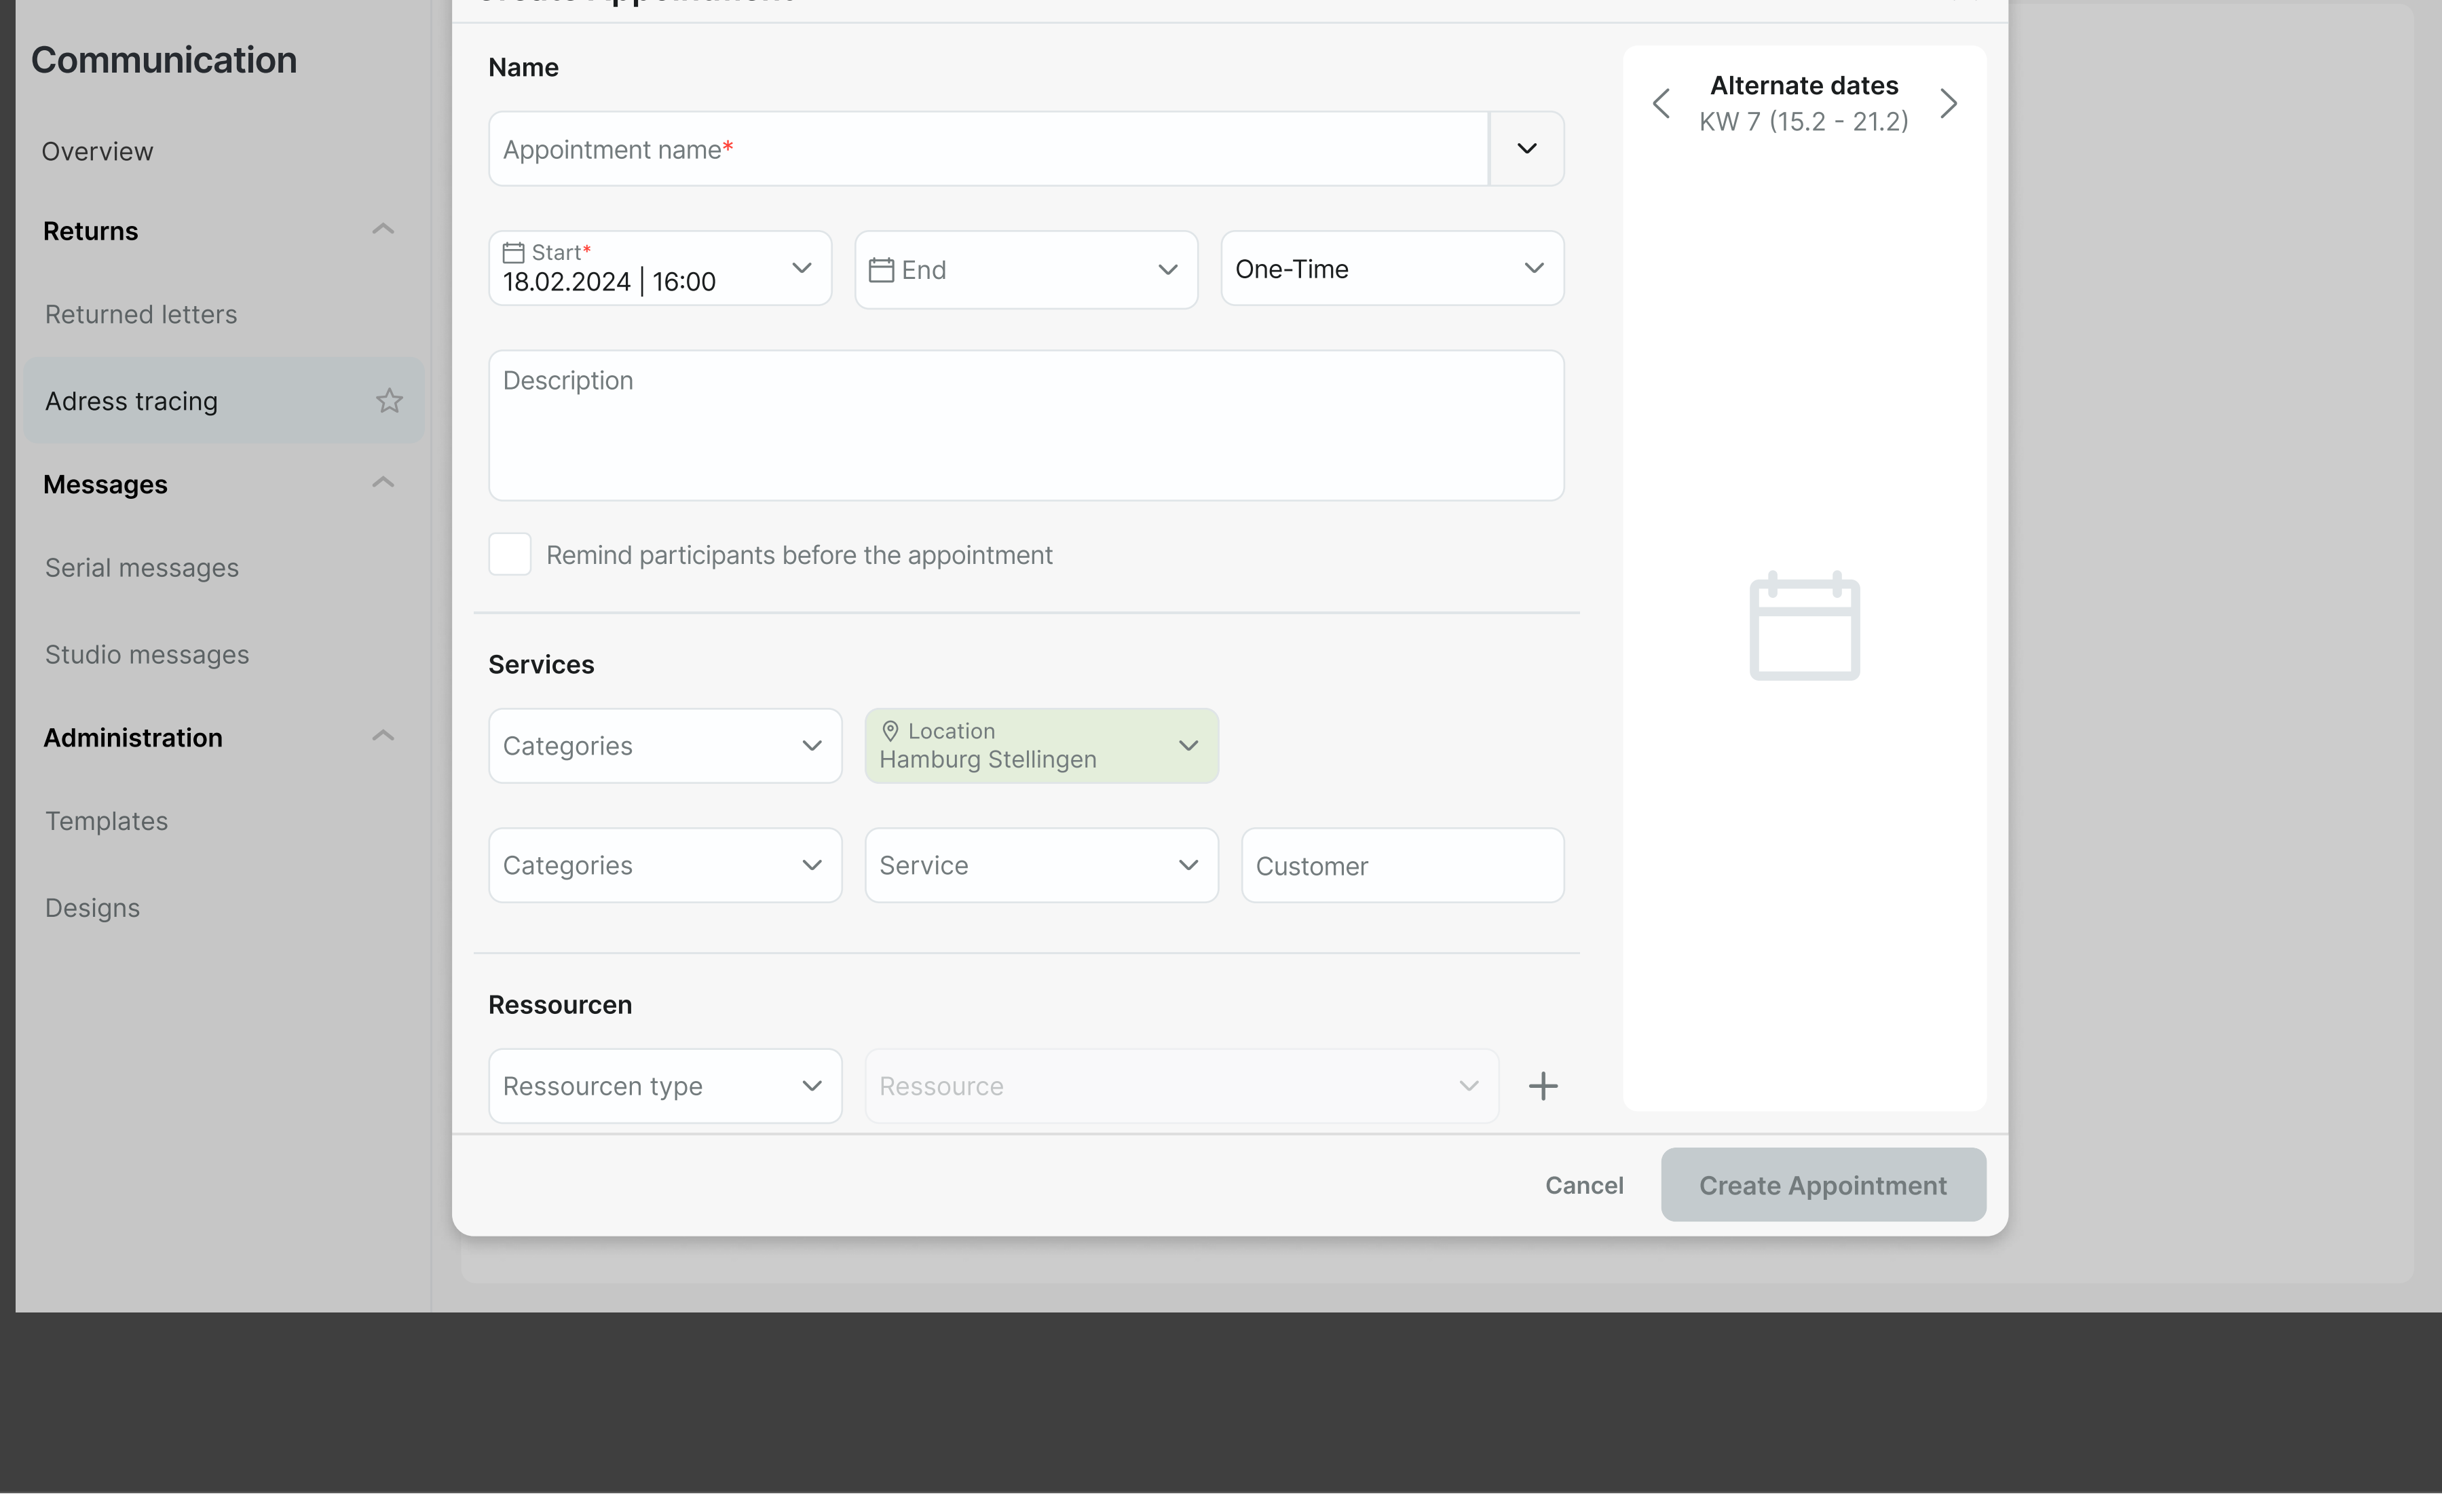 Create Appointment
Communication
Overview
Returns
Returned letters
Adress tracing
Messages
Serial messages
Studio messages
Administration
Templates
Designs
Name
Appointment name*
Start*
18.02.2024 | 16:00
End
One-Time
Description
Remind participants before the appointment
Services
Categories
Location
Hamburg Stellingen
Categories
Service
Customer
Ressourcen
Ressourcen type
Ressource
Alternate dates
KW 7 (15.2 - 21.2)
Cancel
Create Appointment